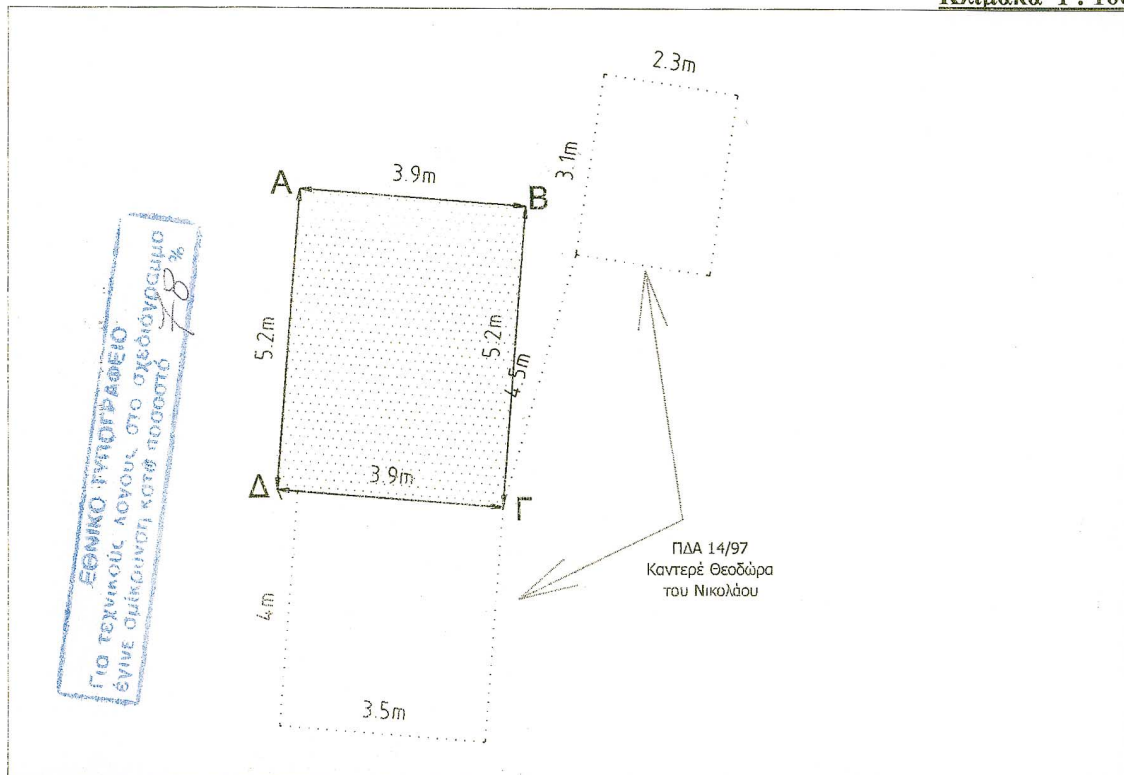 2.3m
3.1m
Α
3.9m
Β
5.2m
5.2m
4.5m
Δ
3.9m
Γ
ΠΔΑ 14/97
Καντερέ Θεοδώρα
του Νικολάου
4m
3.5m
ΕΘΝΙΚΟ ΤΥΠΟΓΡΑΦΕΙΟ
Για τεχνικούς λόγους στο σχεδιάγραμμα
έγινε σμίκρυνση κατά ποσοστό 78 %